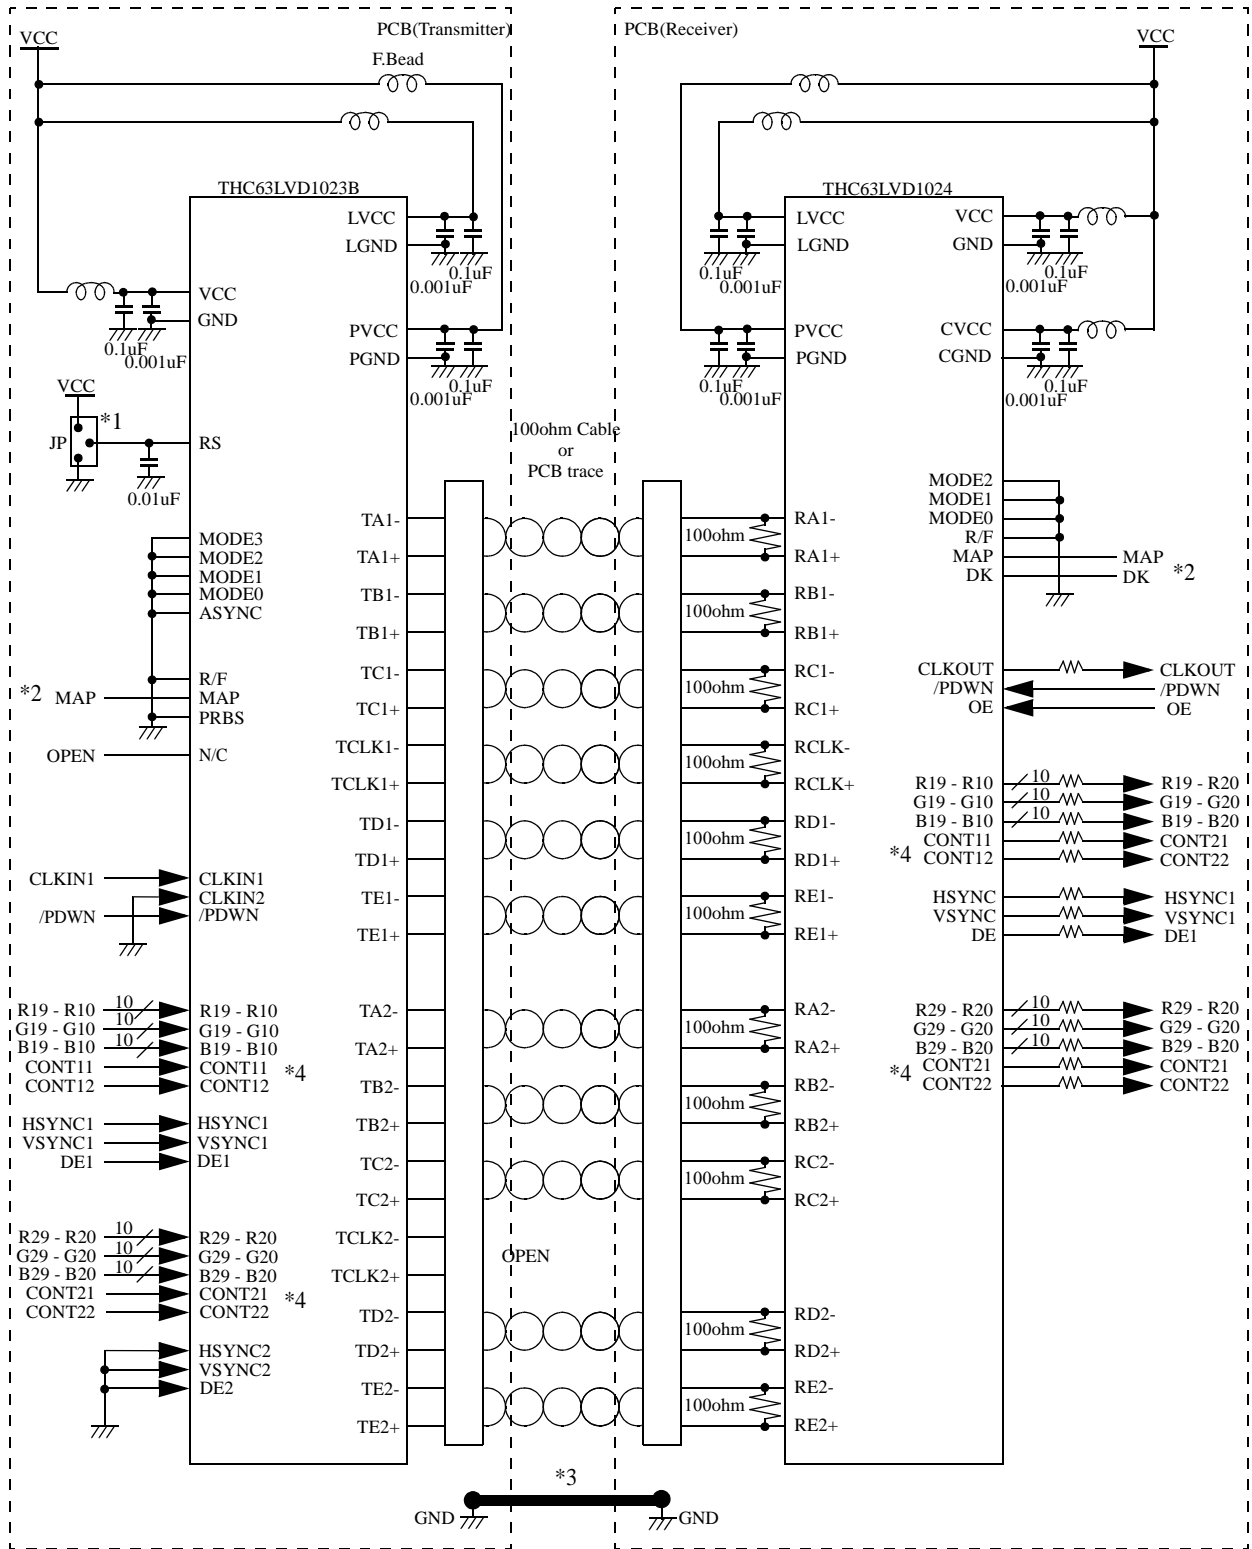 PCB(Transmitter)
VCC
F.Bead
THC63LVD1023B
LVCC
LGND
0.1uF
0.001uF
VCC
GND
0.1uF
0.001uF
PVCC
PGND
0.1uF
0.001uF
VCC
*1
JP
RS
0.01uF
MODE3
MODE2
MODE1
MODE0
ASYNC
R/F
*2 MAP
MAP
PRBS
OPEN
N/C
CLKIN1
CLKIN1
CLKIN2
/PDWN
/PDWN
R19 - R10
10
R19 - R10
G19 - G10
10
G19 - G10
B19 - B10
10
B19 - B10
CONT11
CONT11
*4
CONT12
CONT12
HSYNC1
HSYNC1
VSYNC1
VSYNC1
DE1
DE1
R29 - R20
10
R29 - R20
G29 - G20
10
G29 - G20
B29 - B20
10
B29 - B20
CONT21
CONT21
*4
CONT22
CONT22
HSYNC2
VSYNC2
DE2
TA1-
TA1+
TB1-
TB1+
TC1-
TC1+
TCLK1-
TCLK1+
TD1-
TD1+
TE1-
TE1+
TA2-
TA2+
TB2-
TB2+
TC2-
TC2+
TCLK2-
TCLK2+
TD2-
TD2+
TE2-
TE2+
100ohm Cable
or
PCB trace
OPEN
*3
GND
GND
PCB(Receiver)
VCC
THC63LVD1024
LVCC
LGND
0.1uF
0.001uF
PVCC
PGND
0.1uF
0.001uF
VCC
GND
0.1uF
0.001uF
CVCC
CGND
0.1uF
0.001uF
RA1-
100ohm
RA1+
RB1-
100ohm
RB1+
RC1-
100ohm
RC1+
RCLK-
100ohm
RCLK+
RD1-
100ohm
RD1+
RE1-
100ohm
RE1+
RA2-
100ohm
RA2+
RB2-
100ohm
RB2+
RC2-
100ohm
RC2+
RD2-
100ohm
RD2+
RE2-
100ohm
RE2+
MODE2
MODE1
MODE0
R/F
MAP
MAP
DK
DK
*2
CLKOUT
CLKOUT
/PDWN
/PDWN
OE
OE
R19 - R10
10
R19 - R20
G19 - G10
10
G19 - G20
B19 - B10
10
B19 - B20
CONT11
CONT21
*4
CONT12
CONT22
HSYNC
HSYNC1
VSYNC
VSYNC1
DE
DE1
R29 - R20
10
R29 - R20
G29 - G20
10
G29 - G20
B29 - B20
10
B29 - B20
*4
CONT21
CONT21
CONT22
CONT22